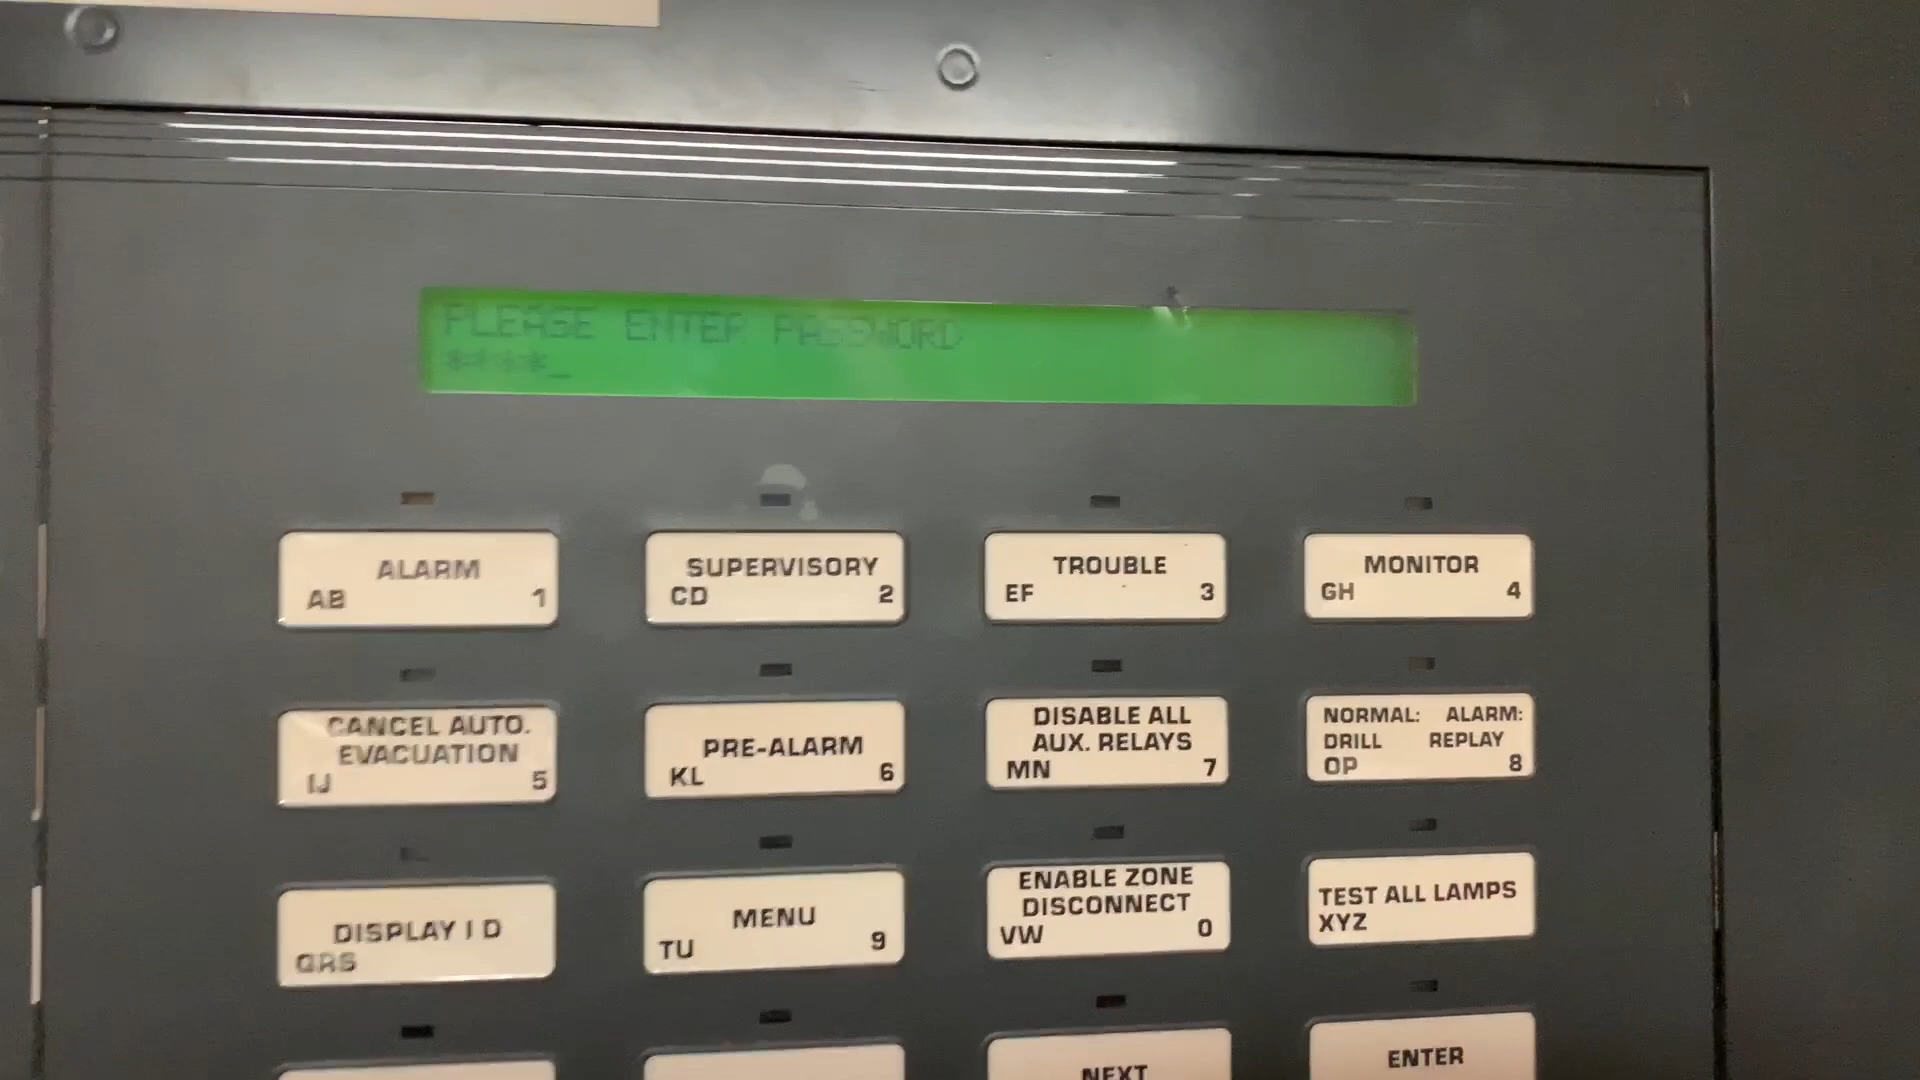 PLEASE ENTER PASSWORD
****_
ALARM
AB 1
SUPERVISORY
CD 2
TROUBLE
EF 3
MONITOR
GH 4
CANCEL AUTO.
EVACUATION
IJ 5
PRE-ALARM
KL 6
DISABLE ALL
AUX. RELAYS
MN 7
NORMAL: ALARM:
DRILL REPLAY
OP 8
DISPLAY I D
QRS
MENU
TU 9
ENABLE ZONE
DISCONNECT
VW 0
TEST ALL LAMPS
XYZ
NEXT
ENTER